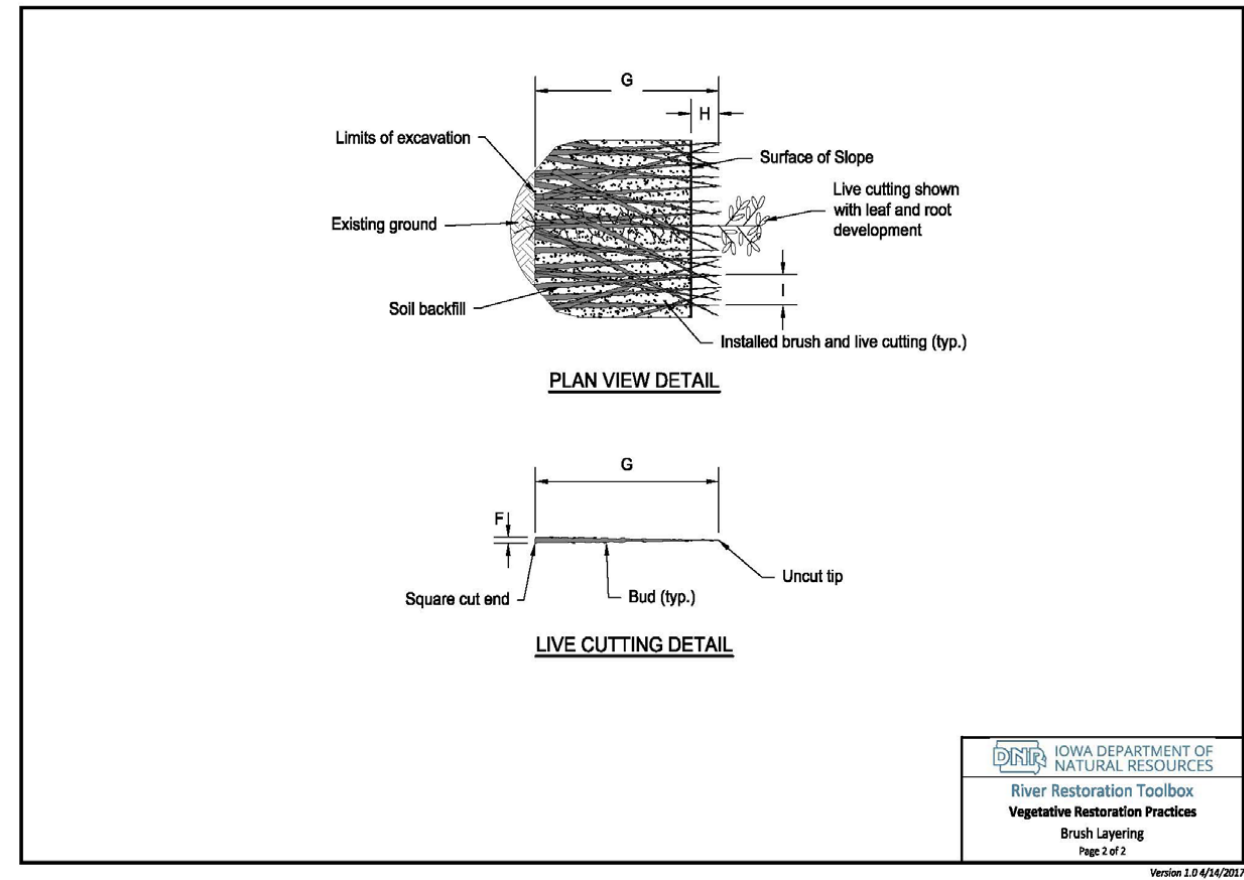 G
H
Limits of excavation
Surface of Slope
Live cutting shown
with leaf and root
development
Existing ground
I
Soil backfill
Installed brush and live cutting (typ.)
PLAN VIEW DETAIL
G
F
Uncut tip
Square cut end
Bud (typ.)
LIVE CUTTING DETAIL
DNR
IOWA DEPARTMENT OF
NATURAL RESOURCES
River Restoration Toolbox
Vegetative Restoration Practices
Brush Layering
Page 2 of 2
Version 1.0 4/14/2017